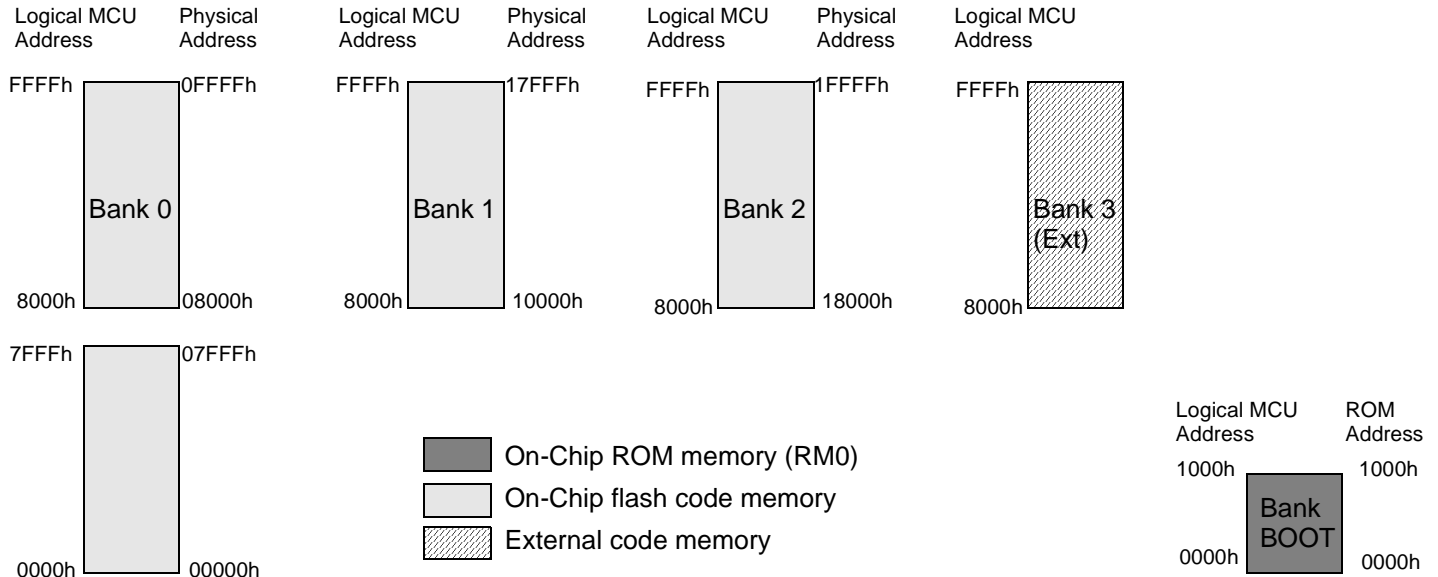 Logical MCU Address
Physical Address
Logical MCU Address
Physical Address
Logical MCU Address
Physical Address
Logical MCU Address
FFFFh
0FFFFh
FFFFh
17FFFh
FFFFh
1FFFFh
FFFFh
Bank 0
Bank 1
Bank 2
Bank 3
(Ext)
8000h
08000h
8000h
10000h
8000h
18000h
8000h
7FFFh
07FFFh
0000h
00000h
On-Chip ROM memory (RM0)
On-Chip flash code memory
External code memory
Logical MCU Address
ROM Address
1000h
1000h
Bank
BOOT
0000h
0000h